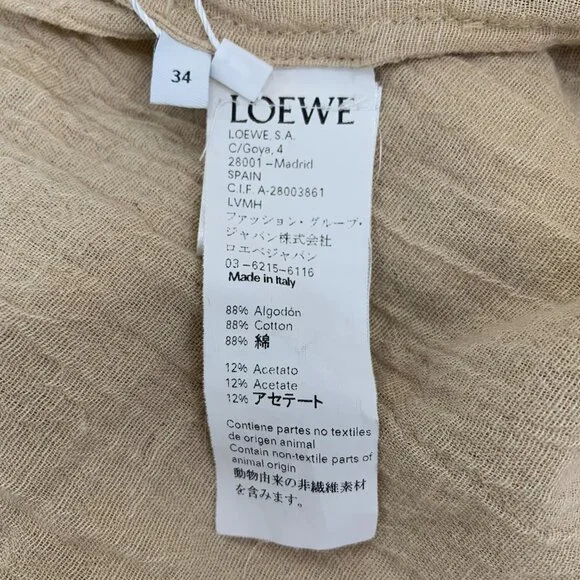 34
LOEWE
LOEWE, S.A.
C/Goya, 4
28001 -Madrid
SPAIN
C.I.F. A-28003861
LVMH
ファッション・グループ・
ジャパン株式会社
ロエベジャパン
03-6215-6116
Made in Italy
88% Algodón
88% Cotton
88% 綿
12% Acetato
12% Acetate
12% アセテート
Contiene partes no textiles
de origen animal
Contain non-textile parts of
animal origin
動物由来の非繊維素材
を含みます。